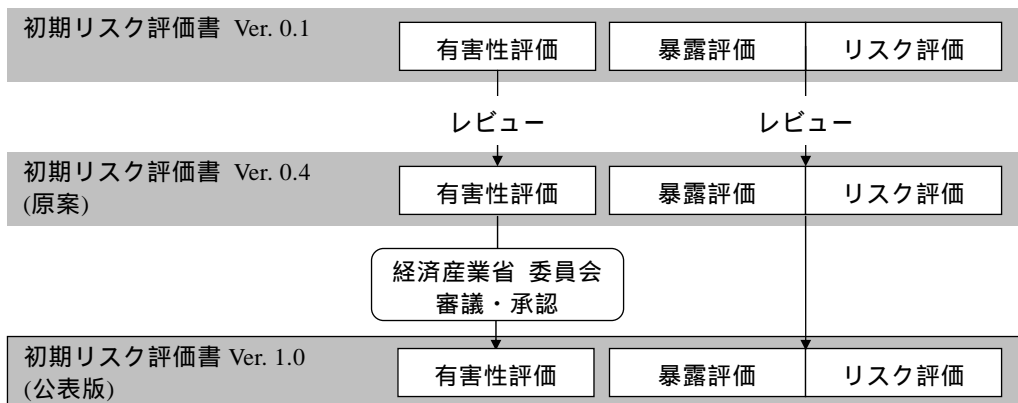 初期リスク評価書 Ver. 0.1
有害性評価 暴露評価 リスク評価
レビュー レビュー
初期リスク評価書 Ver. 0.4
(原案)
有害性評価 暴露評価 リスク評価
経済産業省 委員会
審議・承認
初期リスク評価書 Ver. 1.0
(公表版)
有害性評価 暴露評価 リスク評価